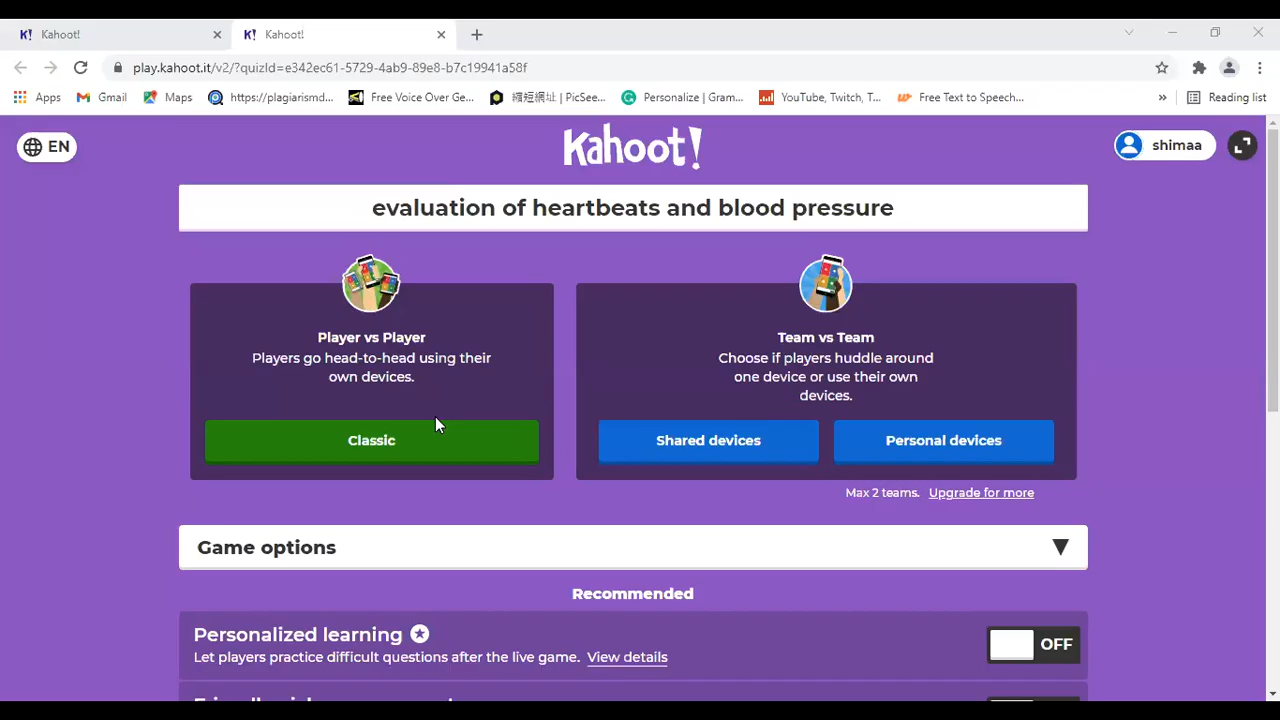 Kahoot!
Kahoot!
play.kahoot.it/v2/?quizId=e342ec61-5729-4ab9-89e8-b7c19941a58f
Apps Gmail Maps https://plagiarismd... Free Voice Over Ge... 縮短網址 | PicSee... Personalize | Gram... YouTube, Twitch, T... Free Text to Speech... » Reading list
EN
Kahoot!
shimaa
evaluation of heartbeats and blood pressure
Player vs Player
Players go head-to-head using their
own devices.
Classic
Team vs Team
Choose if players huddle around
one device or use their own
devices.
Shared devices
Personal devices
Max 2 teams. Upgrade for more
Game options
Recommended
Personalized learning
Let players practice difficult questions after the live game. View details
OFF